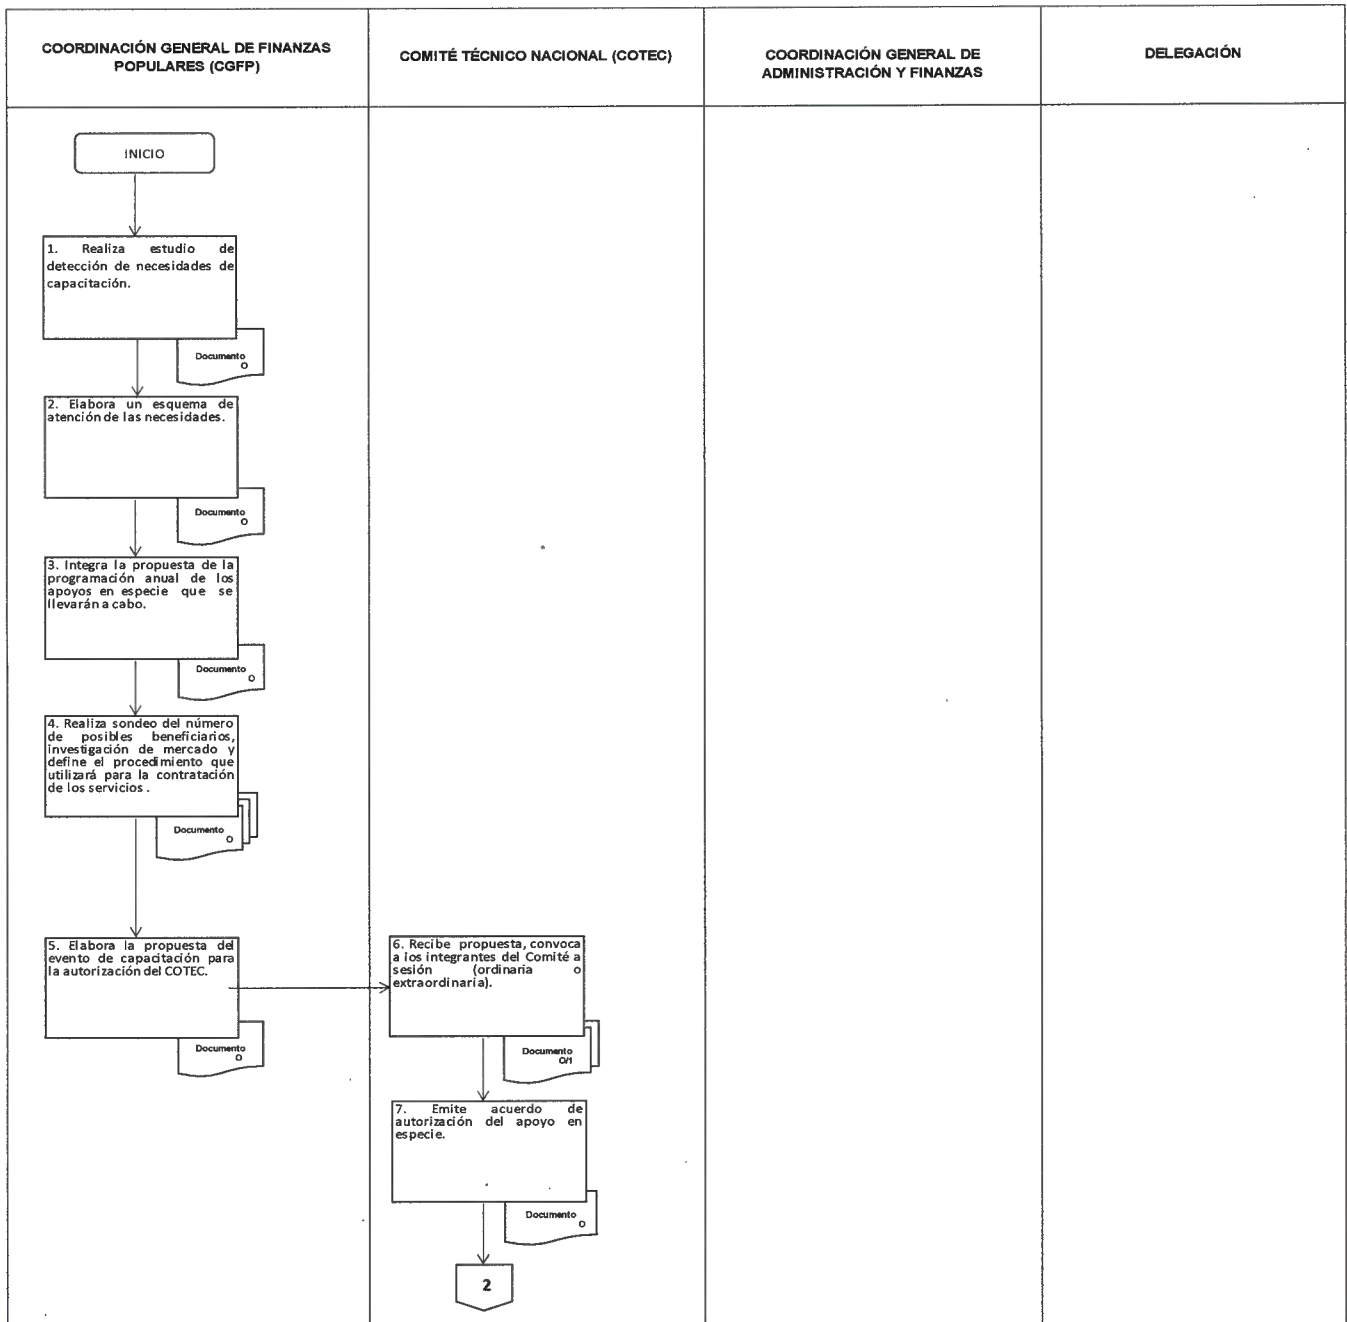 COORDINACIÓN GENERAL DE FINANZAS
POPULARES (CGFP)
COMITÉ TÉCNICO NACIONAL (COTEC)
COORDINACIÓN GENERAL DE
ADMINISTRACIÓN Y FINANZAS
DELEGACIÓN
INICIO
1. Realiza estudio de
detección de necesidades de
capacitación.
Documento
O
2. Elabora un esquema de
atención de las necesidades.
Documento
O
3. Integra la propuesta de la
programación anual de los
apoyos en especie que se
llevarán a cabo.
Documento
O
4. Realiza sondeo del número
de posibles beneficiarios,
investigación de mercado y
define el procedimiento que
utilizará para la contratación
de los servicios .
Documento
O
5. Elabora la propuesta del
evento de capacitación para
la autorización del COTEC.
Documento
O
6. Recibe propuesta, convoca
a los integrantes del Comité a
sesión (ordinaria o
extraordinaria).
Documento
O/1
7. Emite acuerdo de
autorización del apoyo en
especie.
Documento
O
2